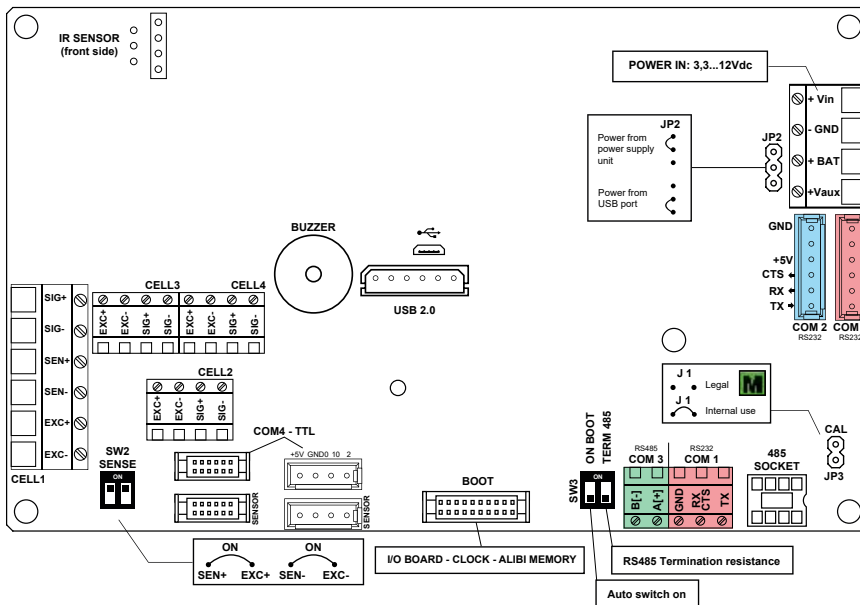 IR SENSOR
(front side)
POWER IN: 3,3...12Vdc
+ Vin
- GND
+ BAT
+Vaux
JP2
JP2
Power from
power supply
unit
Power from
USB port
BUZZER
USB 2.0
GND
+5V
CTS
RX
TX
COM 2
RS232
COM
RS232
SIG+
SIG-
SEN+
SEN-
EXC+
EXC-
CELL1
CELL3
CELL4
EXC+
EXC-
SIG+
SIG-
EXC+
EXC-
SIG+
SIG-
CELL2
EXC+
EXC-
SIG+
SIG-
COM4 - TTL
+5V GND0 10 2
SENSOR
SENSOR
SW2
SENSE
ON
ON
ON
SEN+ EXC+ SEN- EXC-
BOOT
I/O BOARD - CLOCK - ALIBI MEMORY
J 1
Legal
M
J 1
Internal use
CAL
JP3
ON BOOT
TERM 485
SW3
ON
RS485
COM 3
RS232
COM 1
B[-]
A[+]
GND
RX
CTS
TX
485
SOCKET
RS485 Termination resistance
Auto switch on